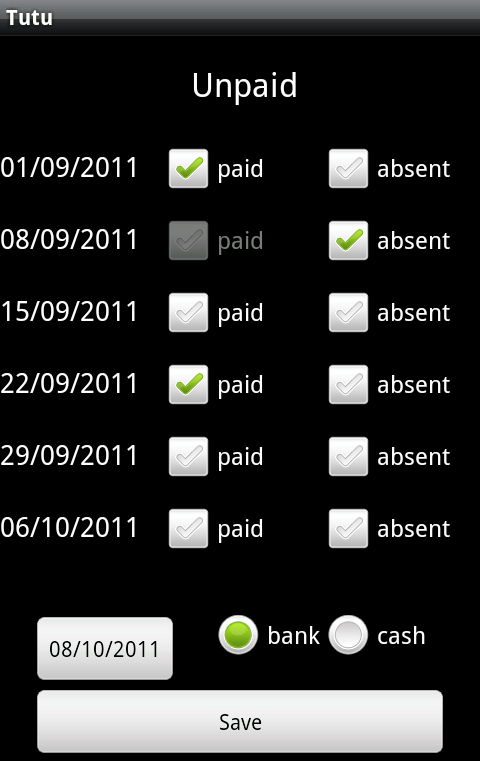 Tutu
Unpaid
01/09/2011 paid absent
08/09/2011 paid absent
15/09/2011 paid absent
22/09/2011 paid absent
29/09/2011 paid absent
06/10/2011 paid absent
08/10/2011 bank cash
Save